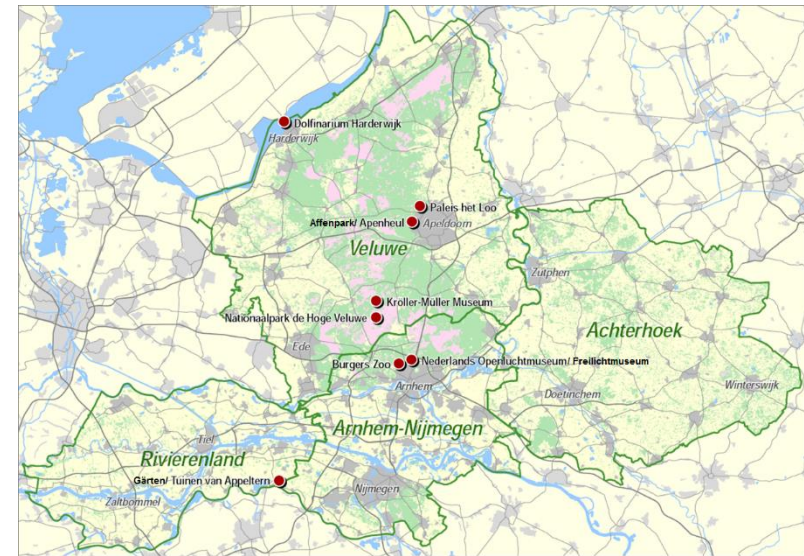 Dolfinarium Harderwijk
Harderwijk
Paleis het Loo
Affenpark/ Apenheul
Apeldoorn
Veluwe
Zutphen
Kroller-Müller Museum
Nationaalpark de Hoge Veluwe
Achterhoek
Ede
Nederlands Openluchtmuseum/ Freilichtmuseum
Burgers Zoo
Arnhem
Winterswijk
Doetinchem
Arnhem-Nijmegen
Tiel
Rivierenland
Gärten/ Tuinen van Appeltern
Nijmegen
Zaltbommel